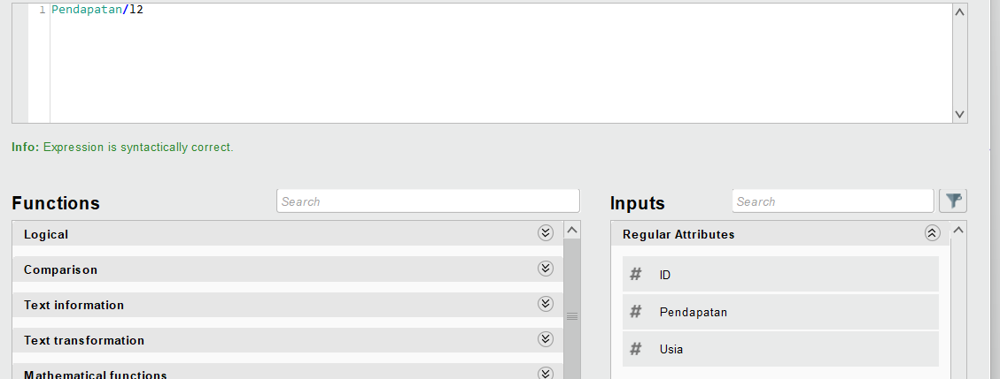 1 Pendapatan/12
Info: Expression is syntactically correct.
Functions
Search
Inputs
Search
Logical
Comparison
Text information
Text transformation
Mathematical functions
Regular Attributes
# ID
# Pendapatan
# Usia